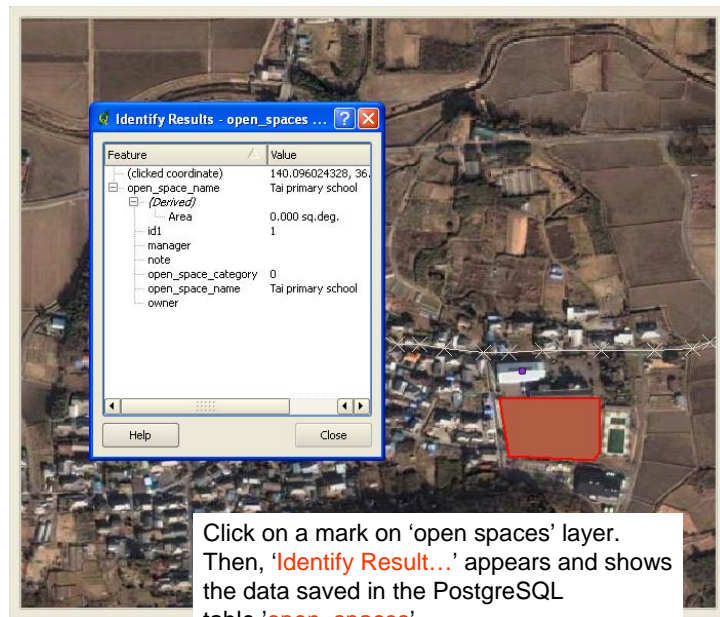 Identify Results - open_spaces ...
Feature Value
(clicked coordinate) 140.096024328, 36.
open_space_name Tai primary school
(Derived)
Area 0.000 sq.deg.
id1 1
manager
note
open_space_category 0
open_space_name Tai primary school
owner
Help Close
Click on a mark on ‘open spaces’ layer.
Then, ‘Identify Result…’ appears and shows
the data saved in the PostgreSQL
table ’open_spaces’